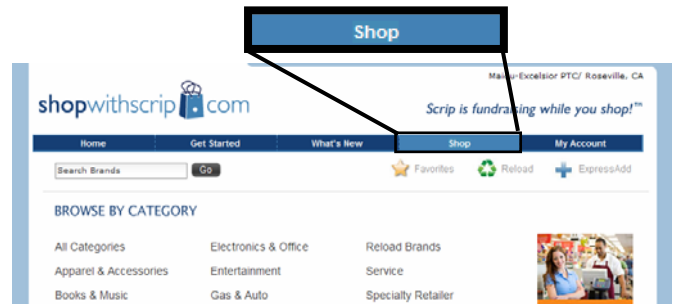 Shop
Excelsior PTC/ Roseville, CA
shopwithscrip com
Scrip is fundraising while you shop!™
Home Get Started What's New Shop My Account
Search Brands Go Favorites Reload ExpressAdd
BROWSE BY CATEGORY
All Categories Electronics & Office Reload Brands
Apparel & Accessories Entertainment Service
Books & Music Gas & Auto Specialty Retailer